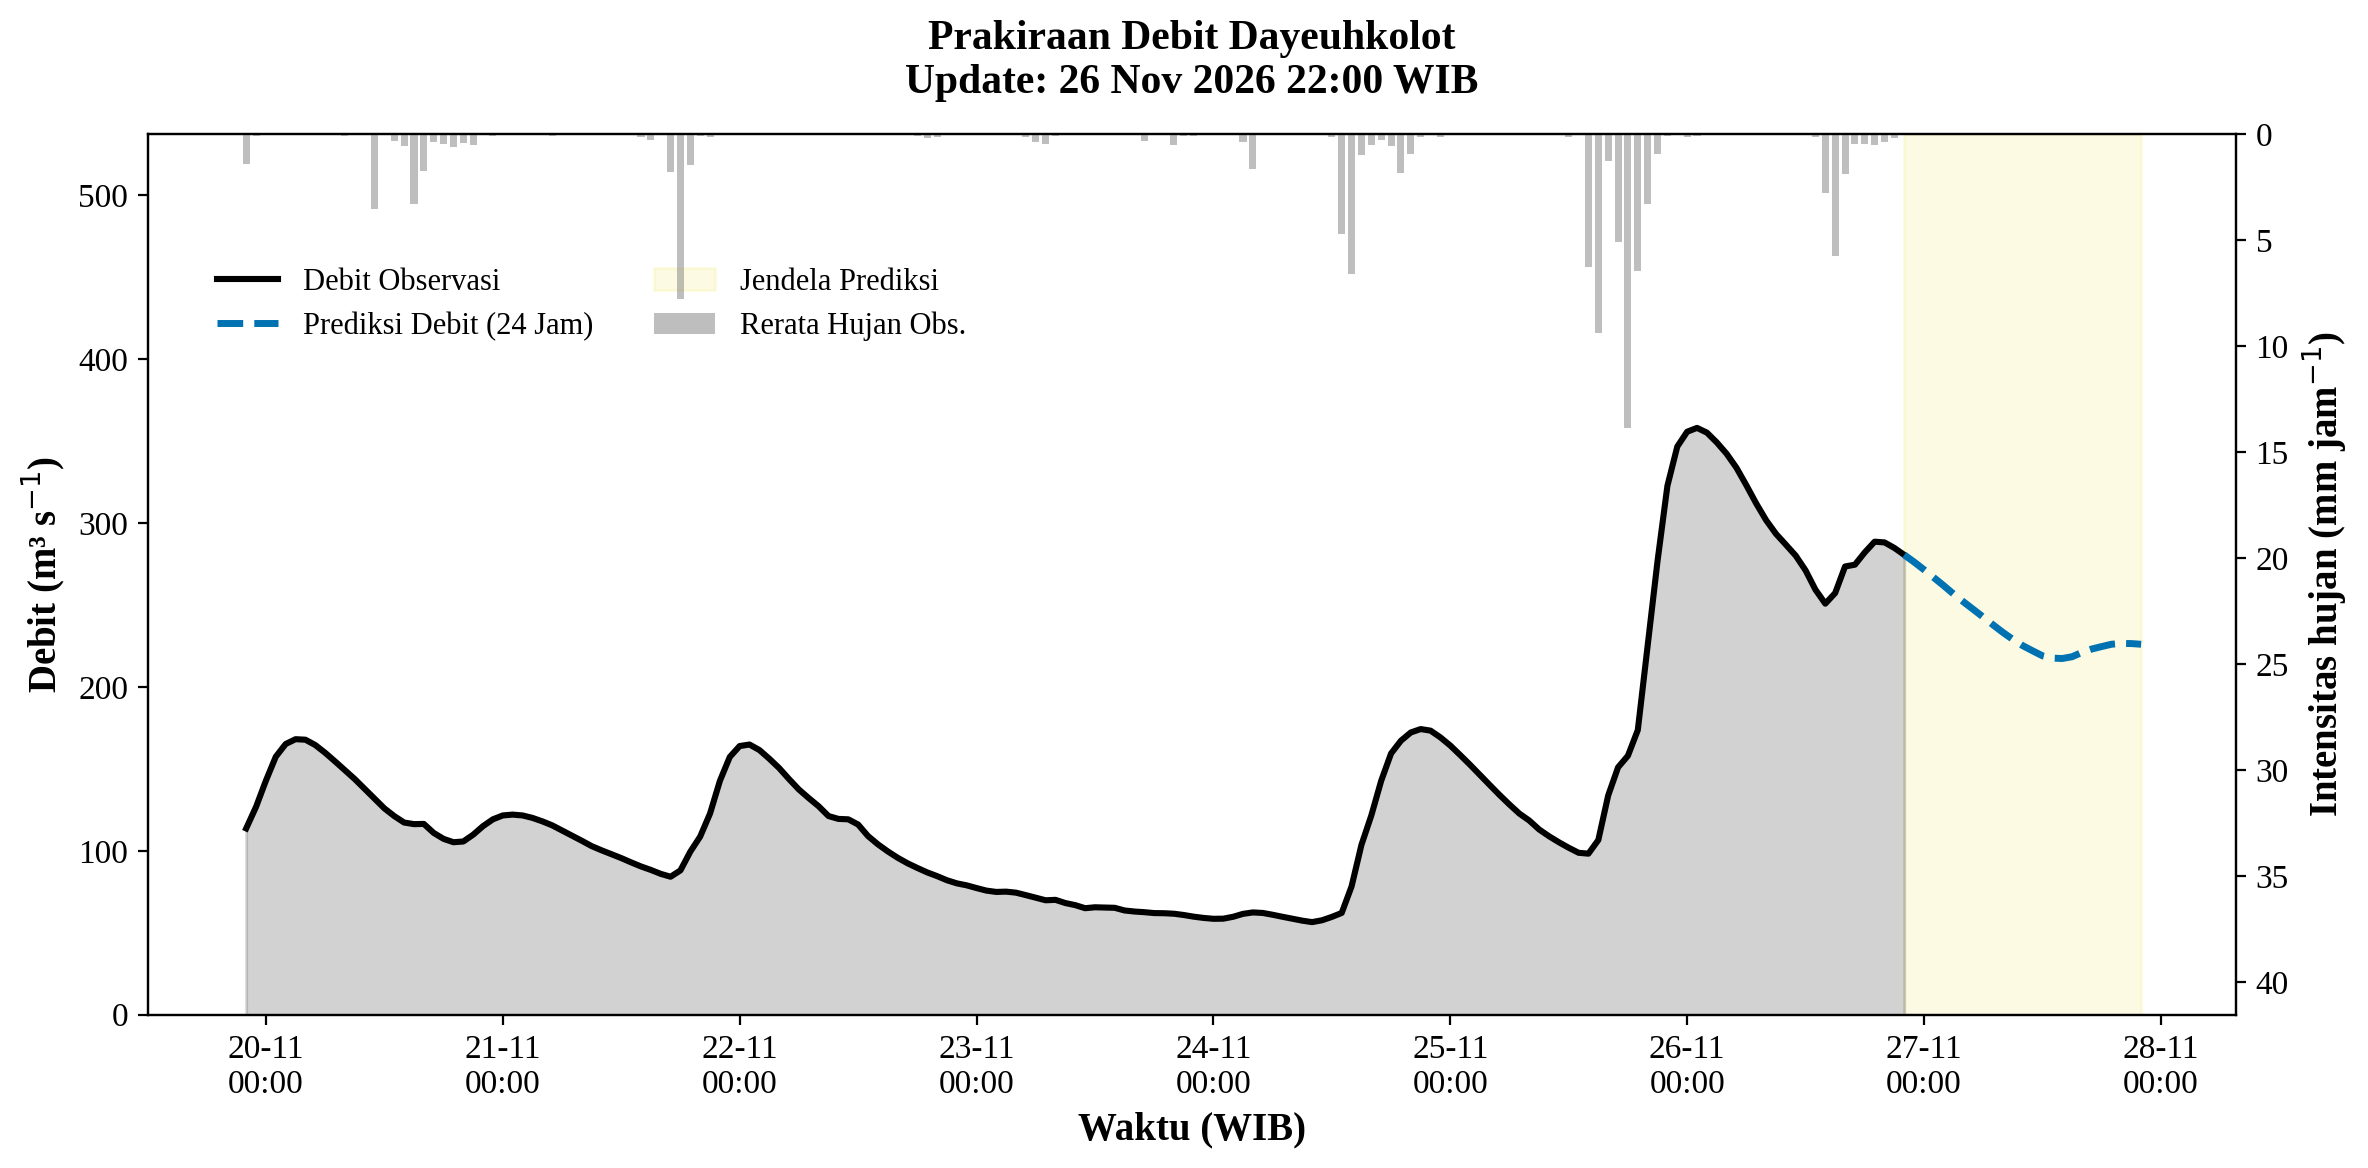 Prakiraan Debit Dayeuhkolot
Update: 26 Nov 2026 22:00 WIB
Debit Observasi
Prediksi Debit (24 Jam)
Jendela Prediksi
Rerata Hujan Obs.
Debit (m³ s⁻¹)
500
400
300
200
100
0
Intensitas hujan (mm jam⁻¹)
0
5
10
15
20
25
30
35
40
20-11 21-11 22-11 23-11 24-11 25-11 26-11 27-11 28-11
00:00 00:00 00:00 00:00 00:00 00:00 00:00 00:00 00:00
Waktu (WIB)